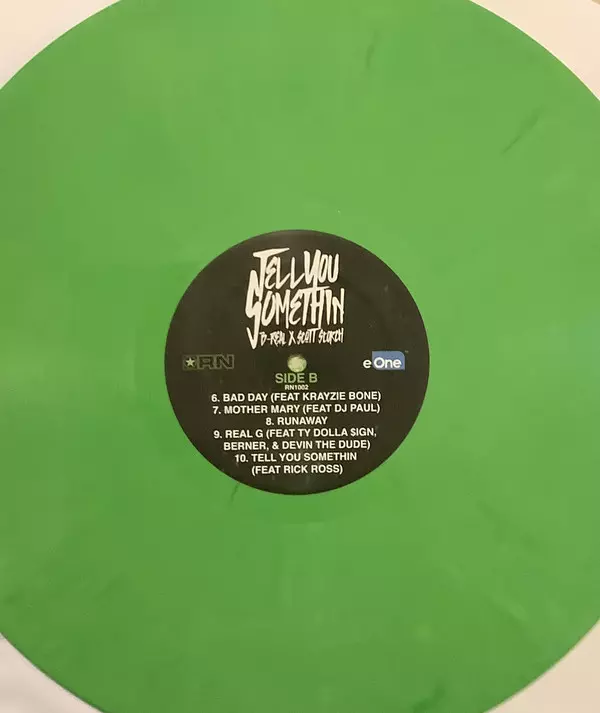 TELL YOU
SOMETHIN
B-REAL X SCOTT STORCH
RN
eOne
SIDE B
RN1002
6. BAD DAY (FEAT KRAYZIE BONE)
7. MOTHER MARY (FEAT DJ PAUL)
8. RUNAWAY
9. REAL G (FEAT TY DOLLA $IGN,
BERNER, & DEVIN THE DUDE)
10. TELL YOU SOMETHIN
(FEAT RICK ROSS)